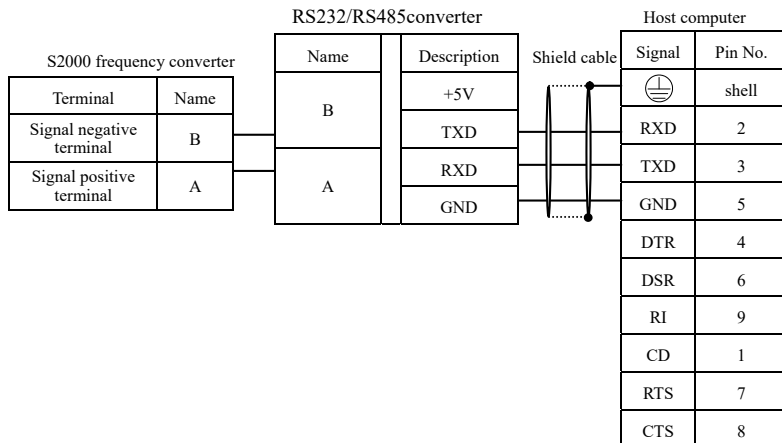 RS232/RS485converter
Host computer
S2000 frequency converter
Shield cable
Terminal Name
Signal negative
terminal
B
Signal positive
terminal
A
Name Description
B
A
+5V
TXD
RXD
GND
Signal Pin No.
shell
RXD 2
TXD 3
GND 5
DTR 4
DSR 6
RI 9
CD 1
RTS 7
CTS 8